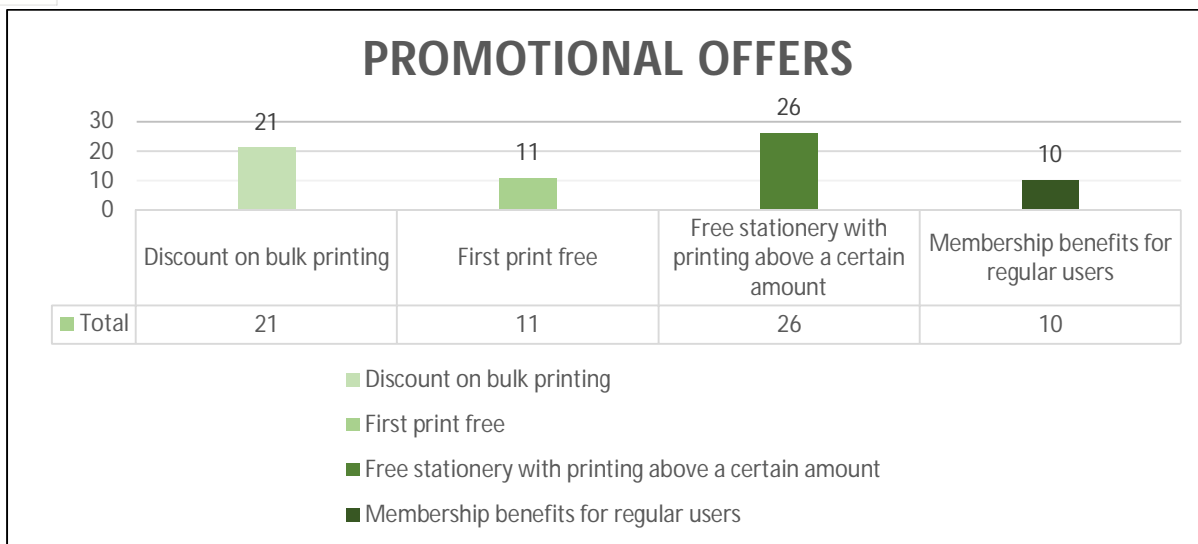 PROMOTIONAL OFFERS
30
20
10
0
21
11
26
10
Discount on bulk printing
First print free
Free stationery with
printing above a certain
amount
Membership benefits for
regular users
Total
21
11
26
10
Discount on bulk printing
First print free
Free stationery with printing above a certain amount
Membership benefits for regular users